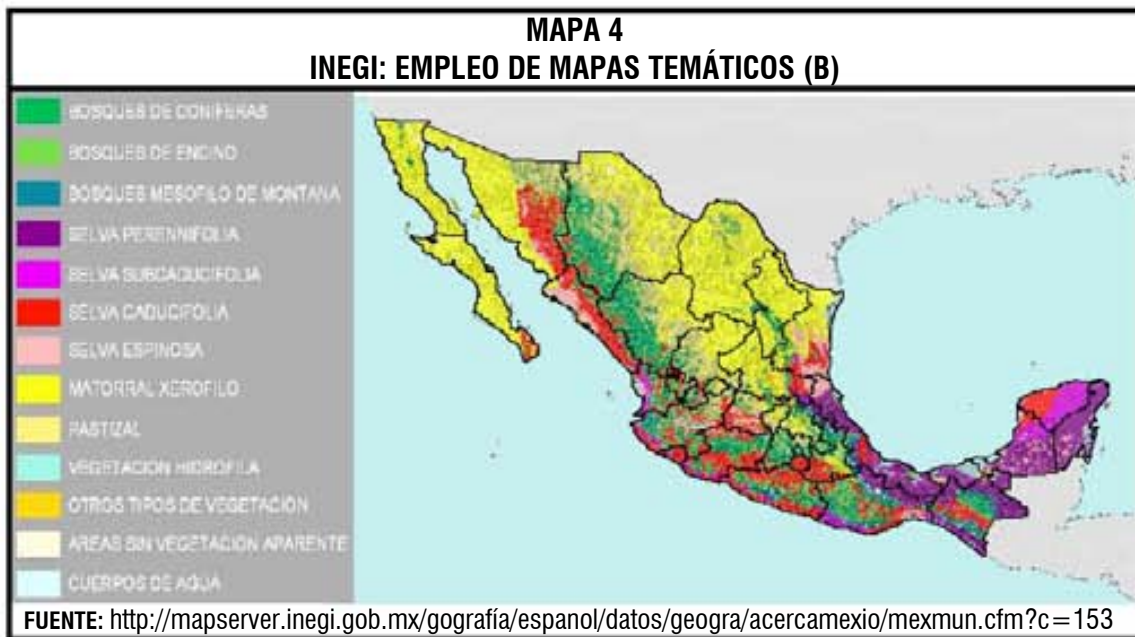 MAPA 4
INEGI: EMPLEO DE MAPAS TEMÁTICOS (B)
BOSQUES DE CONIFERAS
BOSQUES DE ENCINO
BOSQUES MESOFILO DE MONTANA
SELVA PERENNIFOLIA
SELVA SUBCADUCIFOLIA
SELVA CADUCIFOLIA
SELVA ESPINOSA
MATORRAL XEROFILO
PASTIZAL
VEGETACION HIDROFILA
OTROS TIPOS DE VEGETACION
AREAS SIN VEGETACION APARENTE
CUERPOS DE AGUA
FUENTE: http://mapserver.inegi.gob.mx/gografía/espanol/datos/geogra/acercamexio/mexmun.cfm?c=153